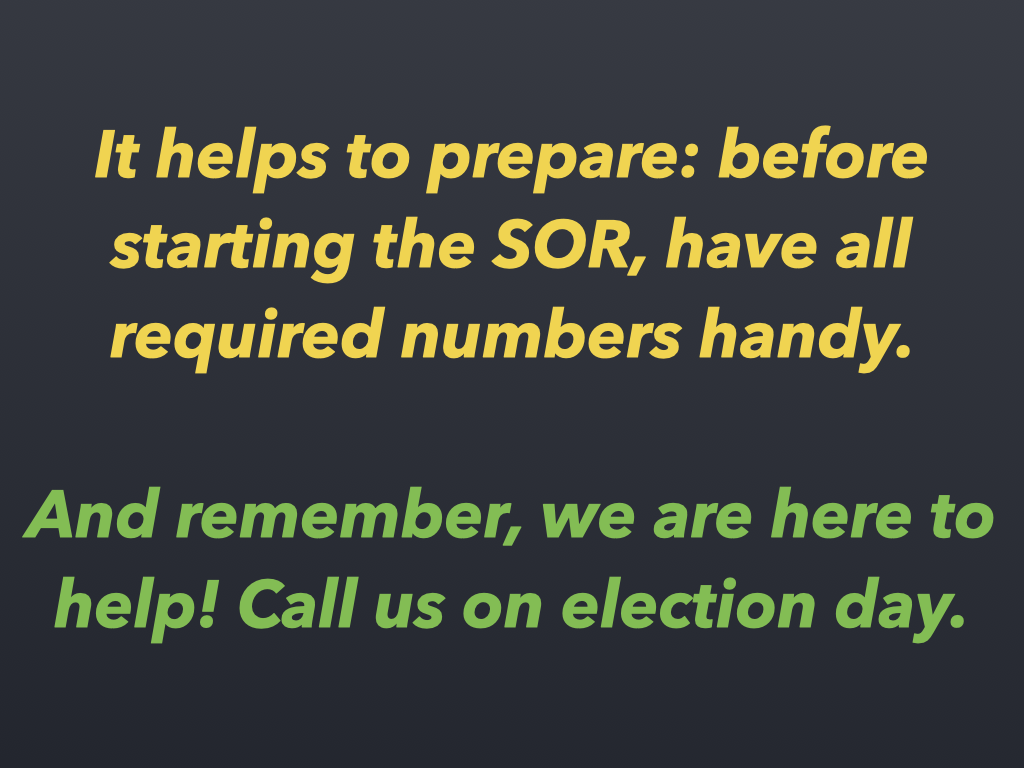 It helps to prepare: before
starting the SOR, have all
required numbers handy.
And remember, we are here to
help! Call us on election day.